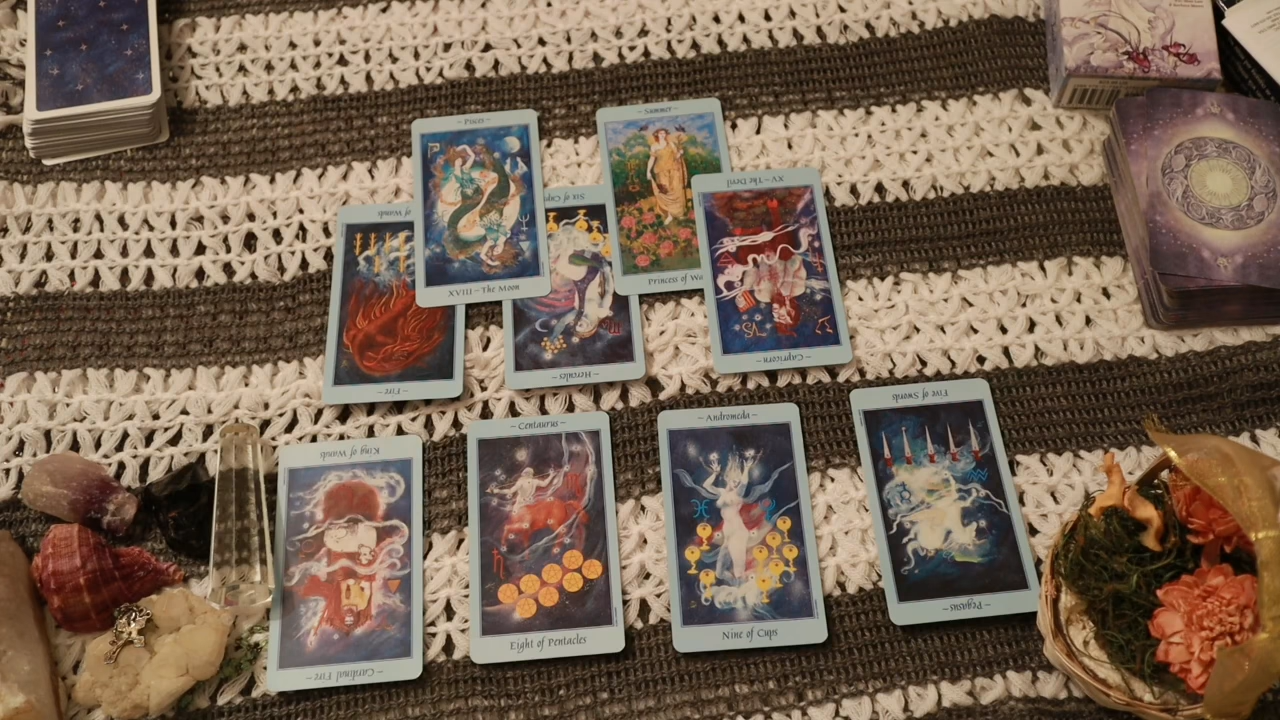 ~ Pisces ~
XVIII ~ The Moon
~ Summer ~
Princess of Wa
XV ~ The Devil
~ Capricorn ~
of Wands
~ Fire ~
Six of Cups
~ Hercules ~
King of Wands
~ Cardinal Fire ~
~ Centaurus ~
Eight of Pentacles
~ Andromeda ~
Nine of Cups
Five of Swords
~ Pegasus ~